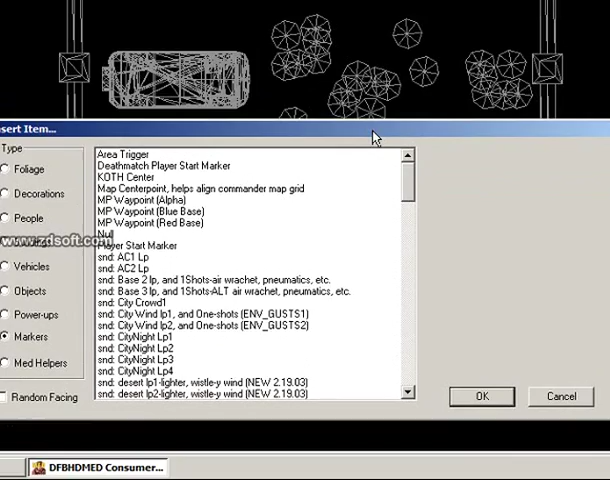 nsert Item...
Type
Foliage
Decorations
People
www.zdsoft.com
Vehicles
Objects
Power-ups
Markers
Med Helpers
Random Facing
Area Trigger
Deathmatch Player Start Marker
KOTH Center
Map Centerpoint, helps align commander map grid
MP Waypoint (Alpha)
MP Waypoint (Blue Base)
MP Waypoint (Red Base)
Null
Player Start Marker
snd: AC1 Lp
snd: AC2 Lp
snd: Base 2 lp, and 1Shots-air wrachet, pneumatics, etc.
snd: Base 3 lp, and 1Shots-ALT air wrachet, pneumatics, etc.
snd: City Crowd1
snd: City Wind lp1, and One-shots (ENV_GUSTS1)
snd: City Wind lp2, and One-shots (ENV_GUSTS2)
snd: CityNight Lp1
snd: CityNight Lp2
snd: CityNight Lp3
snd: CityNight Lp4
snd: desert lp1-lighter, wistle-y wind (NEW 2.19.03)
snd: desert lp2-lighter, wistle-y wind (NEW 2.19.03)
OK
Cancel
DFBHDMED Consumer...